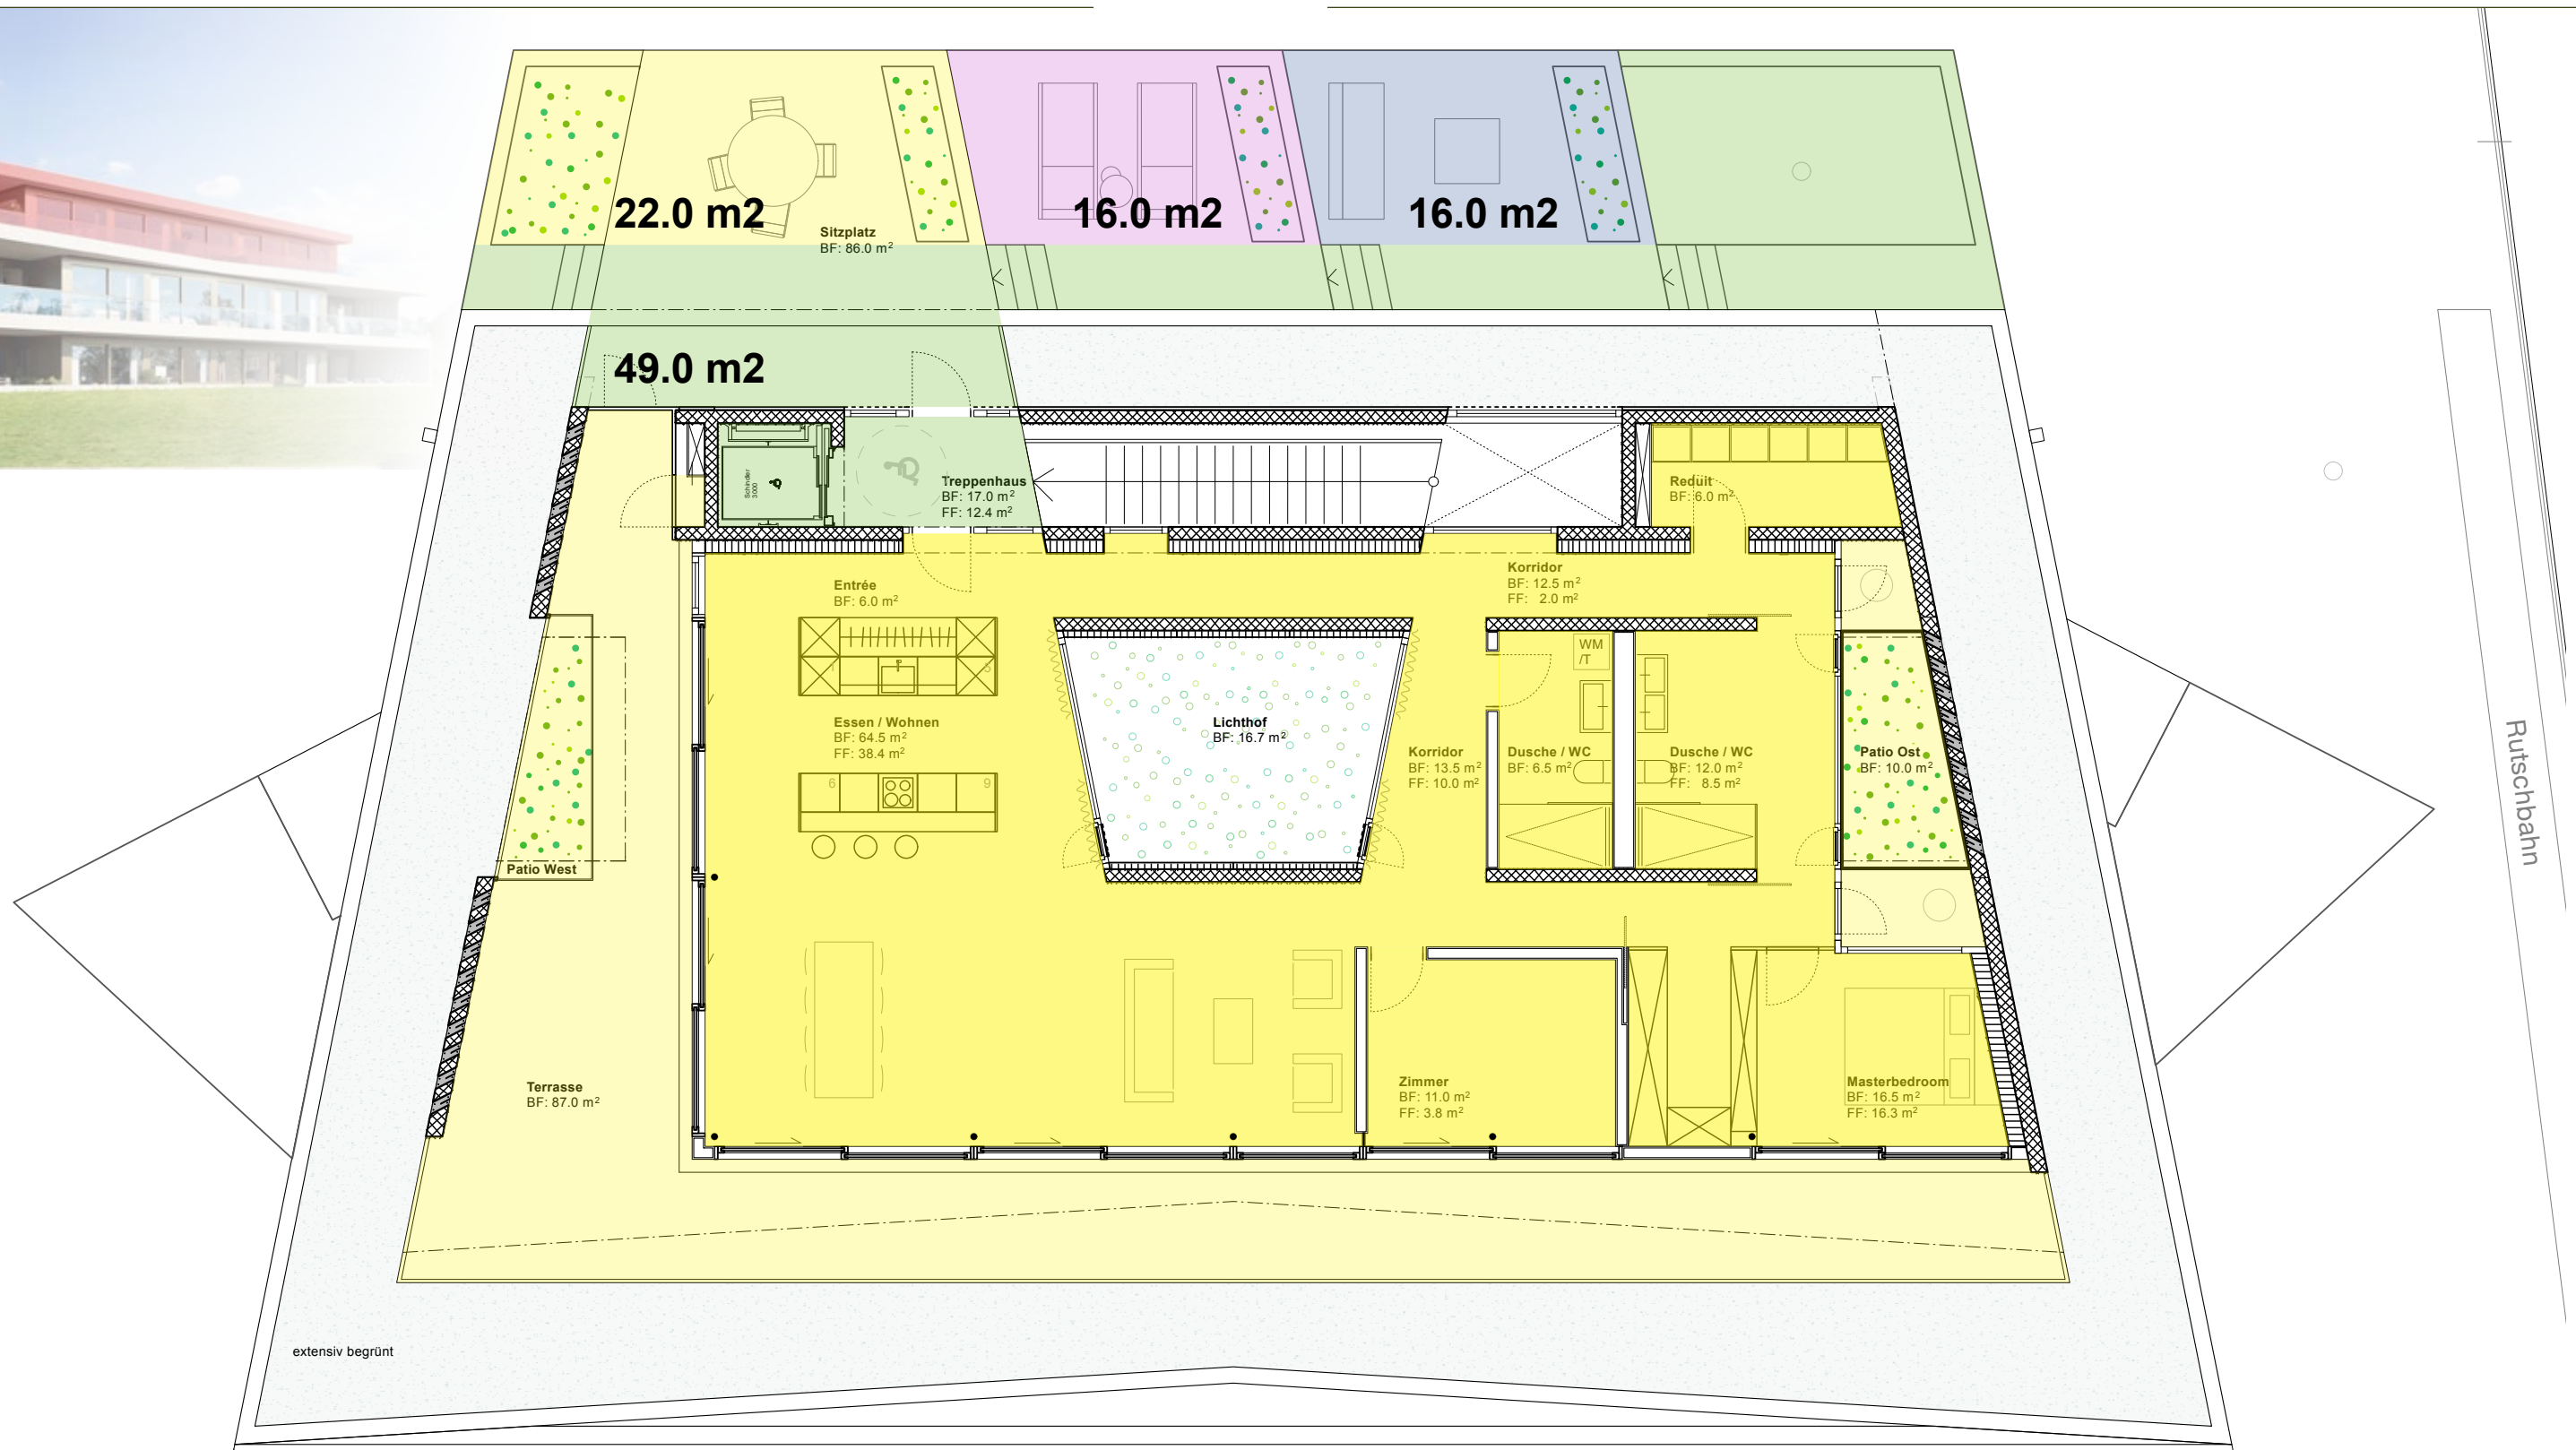 22.0 m2
16.0 m2
16.0 m2
Sitzplatz
BF: 86.0 m²
49.0 m2
Schindler
3000
Treppenhaus
BF: 17.0 m²
FF: 12.4 m²
Reduit
BF: 6.0 m²
Entrée
BF: 6.0 m²
Korridor
BF: 12.5 m²
FF: 2.0 m²
WM
/T
1
5
Essen / Wohnen
BF: 64.5 m²
FF: 38.4 m²
6
9
Lichthof
BF: 16.7 m²
Korridor
BF: 13.5 m²
FF: 10.0 m²
Dusche / WC
BF: 6.5 m²
Dusche / WC
BF: 12.0 m²
FF: 8.5 m²
Patio Ost
BF: 10.0 m²
Rutschbahn
Patio West
Terrasse
BF: 87.0 m²
Zimmer
BF: 11.0 m²
FF: 3.8 m²
Masterbedroom
BF: 16.5 m²
FF: 16.3 m²
extensiv begrünt